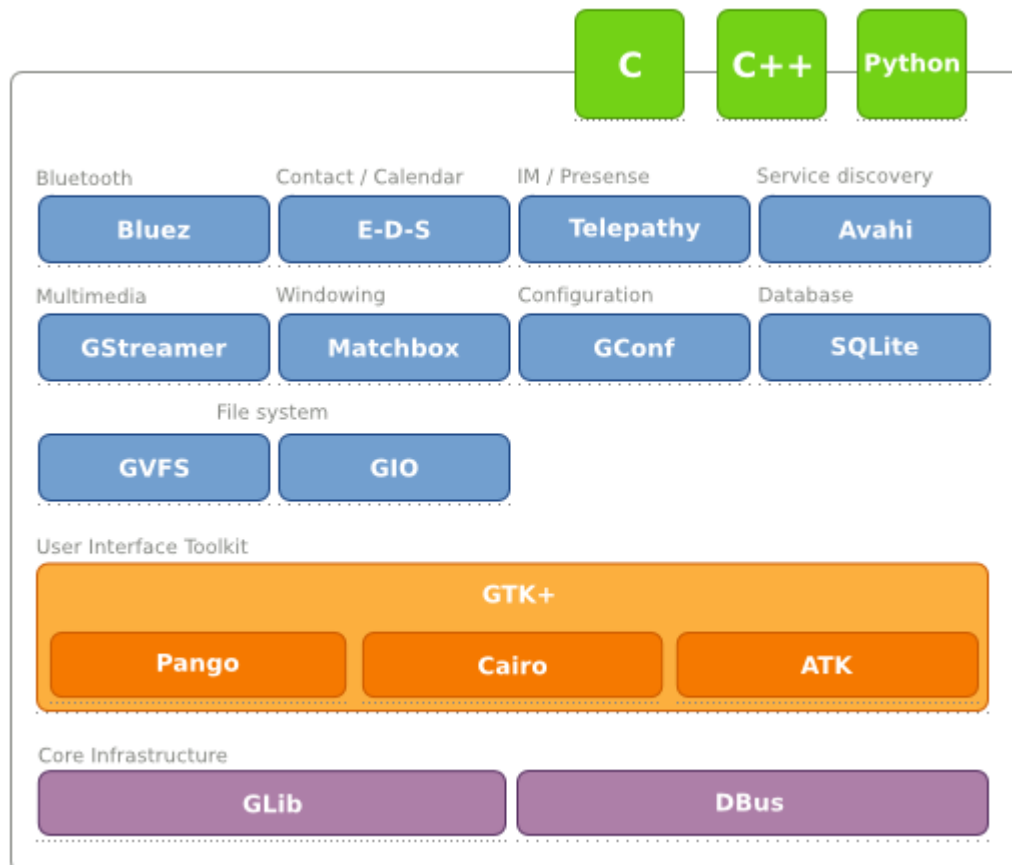 C C++ Python
Bluetooth Contact / Calendar IM / Presense Service discovery
Bluez E-D-S Telepathy Avahi
Multimedia Windowing Configuration Database
GStreamer Matchbox GConf SQLite
File system
GVFS GIO
User Interface Toolkit
GTK+
Pango Cairo ATK
Core Infrastructure
GLib DBus